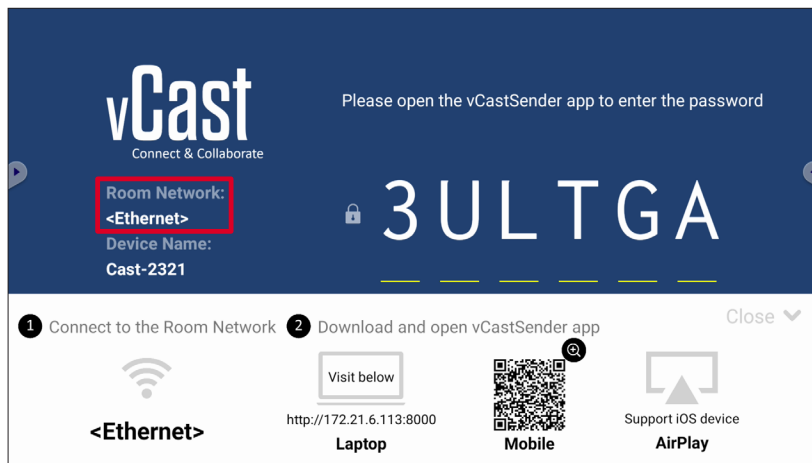 vCast
Connect & Collaborate
Please open the vCastSender app to enter the password
Room Network:
<Ethernet>
Device Name:
Cast-2321
3ULTGA
Close
1 Connect to the Room Network
2 Download and open vCastSender app
<Ethernet>
Visit below
http://172.21.6.113:8000
Laptop
Mobile
Support iOS device
AirPlay